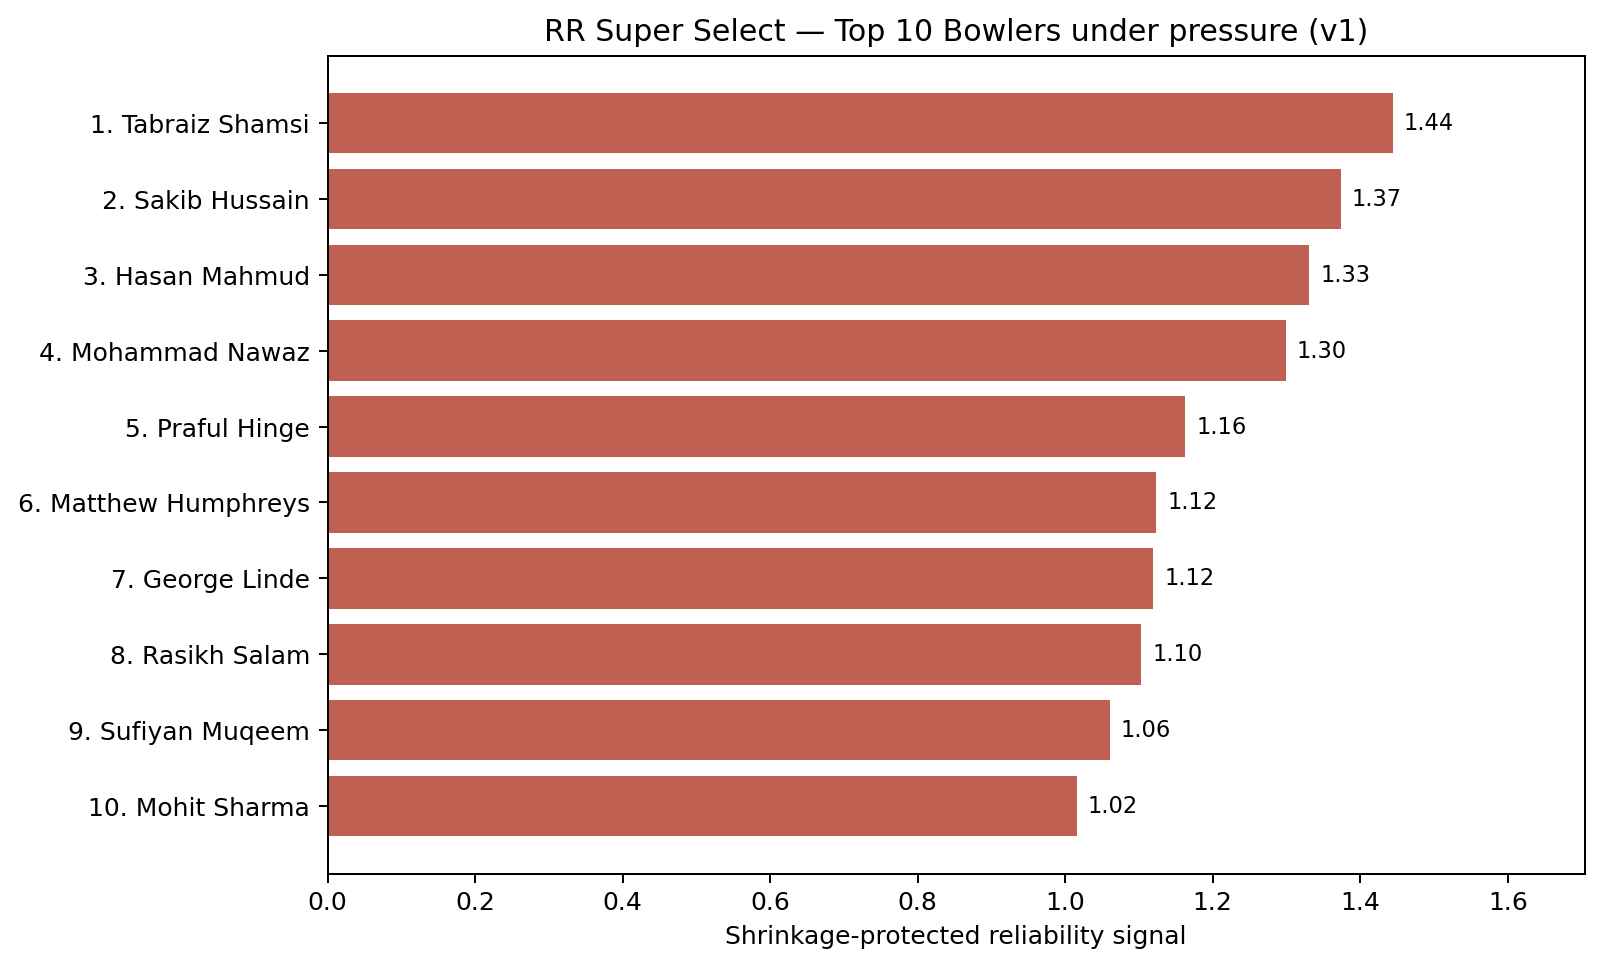 RR Super Select — Top 10 Bowlers under pressure (v1)
1. Tabraiz Shamsi 1.44
2. Sakib Hussain 1.37
3. Hasan Mahmud 1.33
4. Mohammad Nawaz 1.30
5. Praful Hinge 1.16
6. Matthew Humphreys 1.12
7. George Linde 1.12
8. Rasikh Salam 1.10
9. Sufiyan Muqeem 1.06
10. Mohit Sharma 1.02
0.0 0.2 0.4 0.6 0.8 1.0 1.2 1.4 1.6
Shrinkage-protected reliability signal